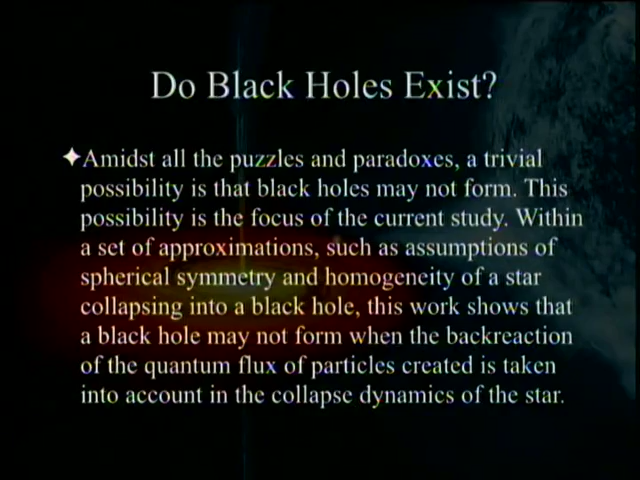 Do Black Holes Exist?
✦Amidst all the puzzles and paradoxes, a trivial
possibility is that black holes may not form. This
possibility is the focus of the current study. Within
a set of approximations, such as assumptions of
spherical symmetry and homogeneity of a star
collapsing into a black hole, this work shows that
a black hole may not form when the backreaction
of the quantum flux of particles created is taken
into account in the collapse dynamics of the star.